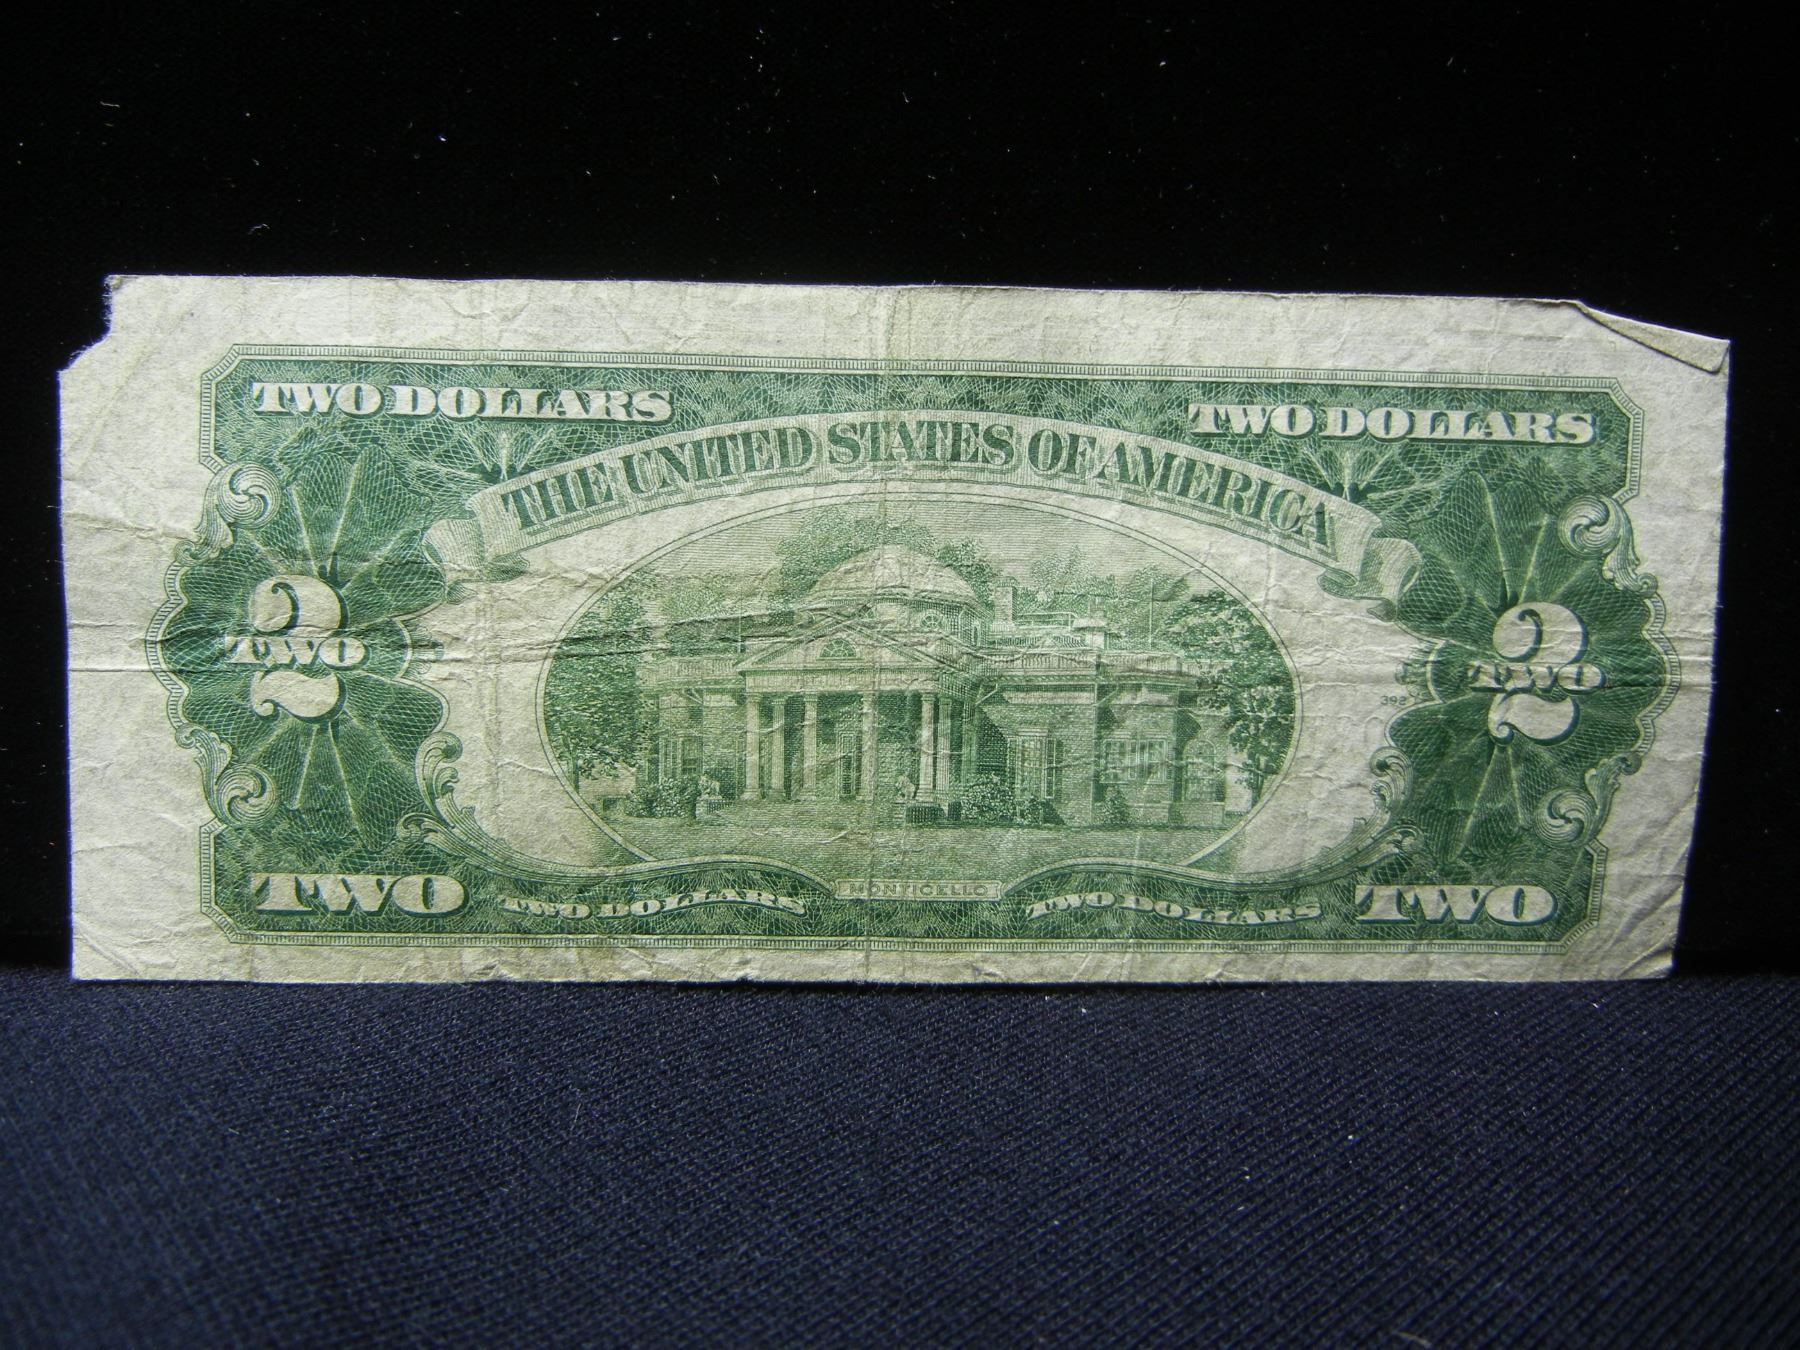 TWO DOLLARS
TWO DOLLARS
THE UNITED STATES OF AMERICA
2
TWO
2
TWO
392
TWO
TWO DOLLARS
MONTICELLO
TWO DOLLARS
TWO